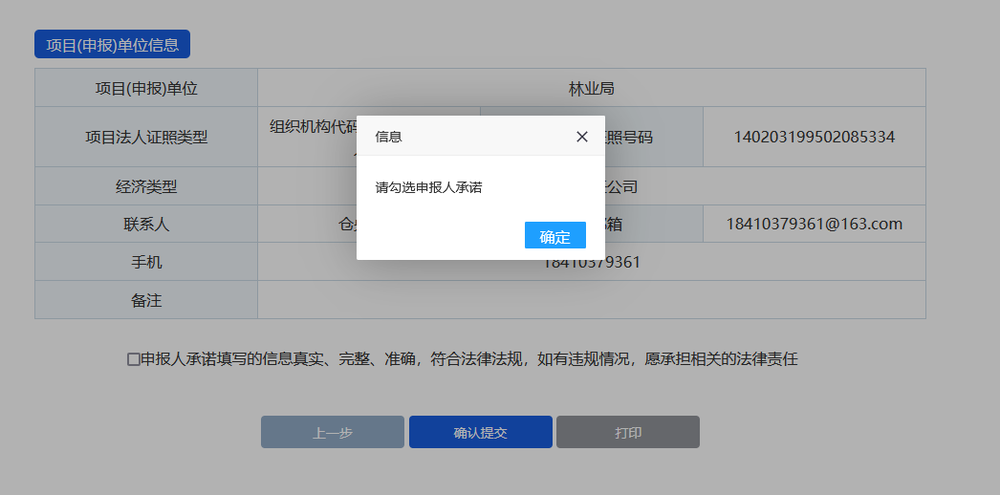 项目(申报)单位信息
项目(申报)单位
林业局
项目法人证照类型
组织机构代码
证照号码
140203199502085334
经济类型
公司
联系人
仓
邮箱
18410379361@163.com
手机
18410379361
备注
信息
请勾选申报人承诺
确定
申报人承诺填写的信息真实、完整、准确，符合法律法规，如有违规情况，愿承担相关的法律责任
上一步
确认提交
打印